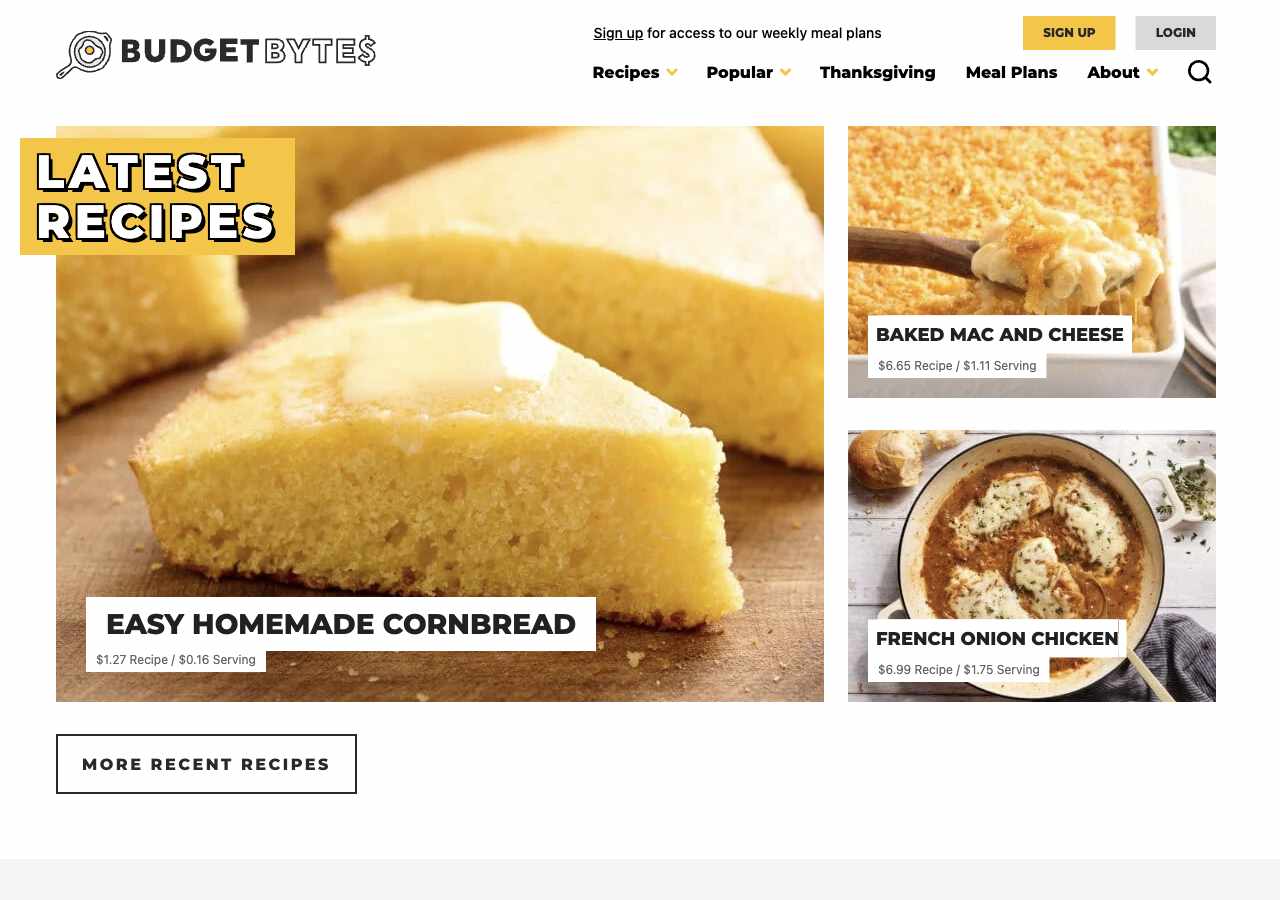 BUDGET BYTE$
Sign up for access to our weekly meal plans
SIGN UP
LOGIN
Recipes
Popular
Thanksgiving
Meal Plans
About
LATEST
RECIPES
EASY HOMEMADE CORNBREAD
$1.27 Recipe / $0.16 Serving
BAKED MAC AND CHEESE
$6.65 Recipe / $1.11 Serving
FRENCH ONION CHICKEN
$6.99 Recipe / $1.75 Serving
MORE RECENT RECIPES